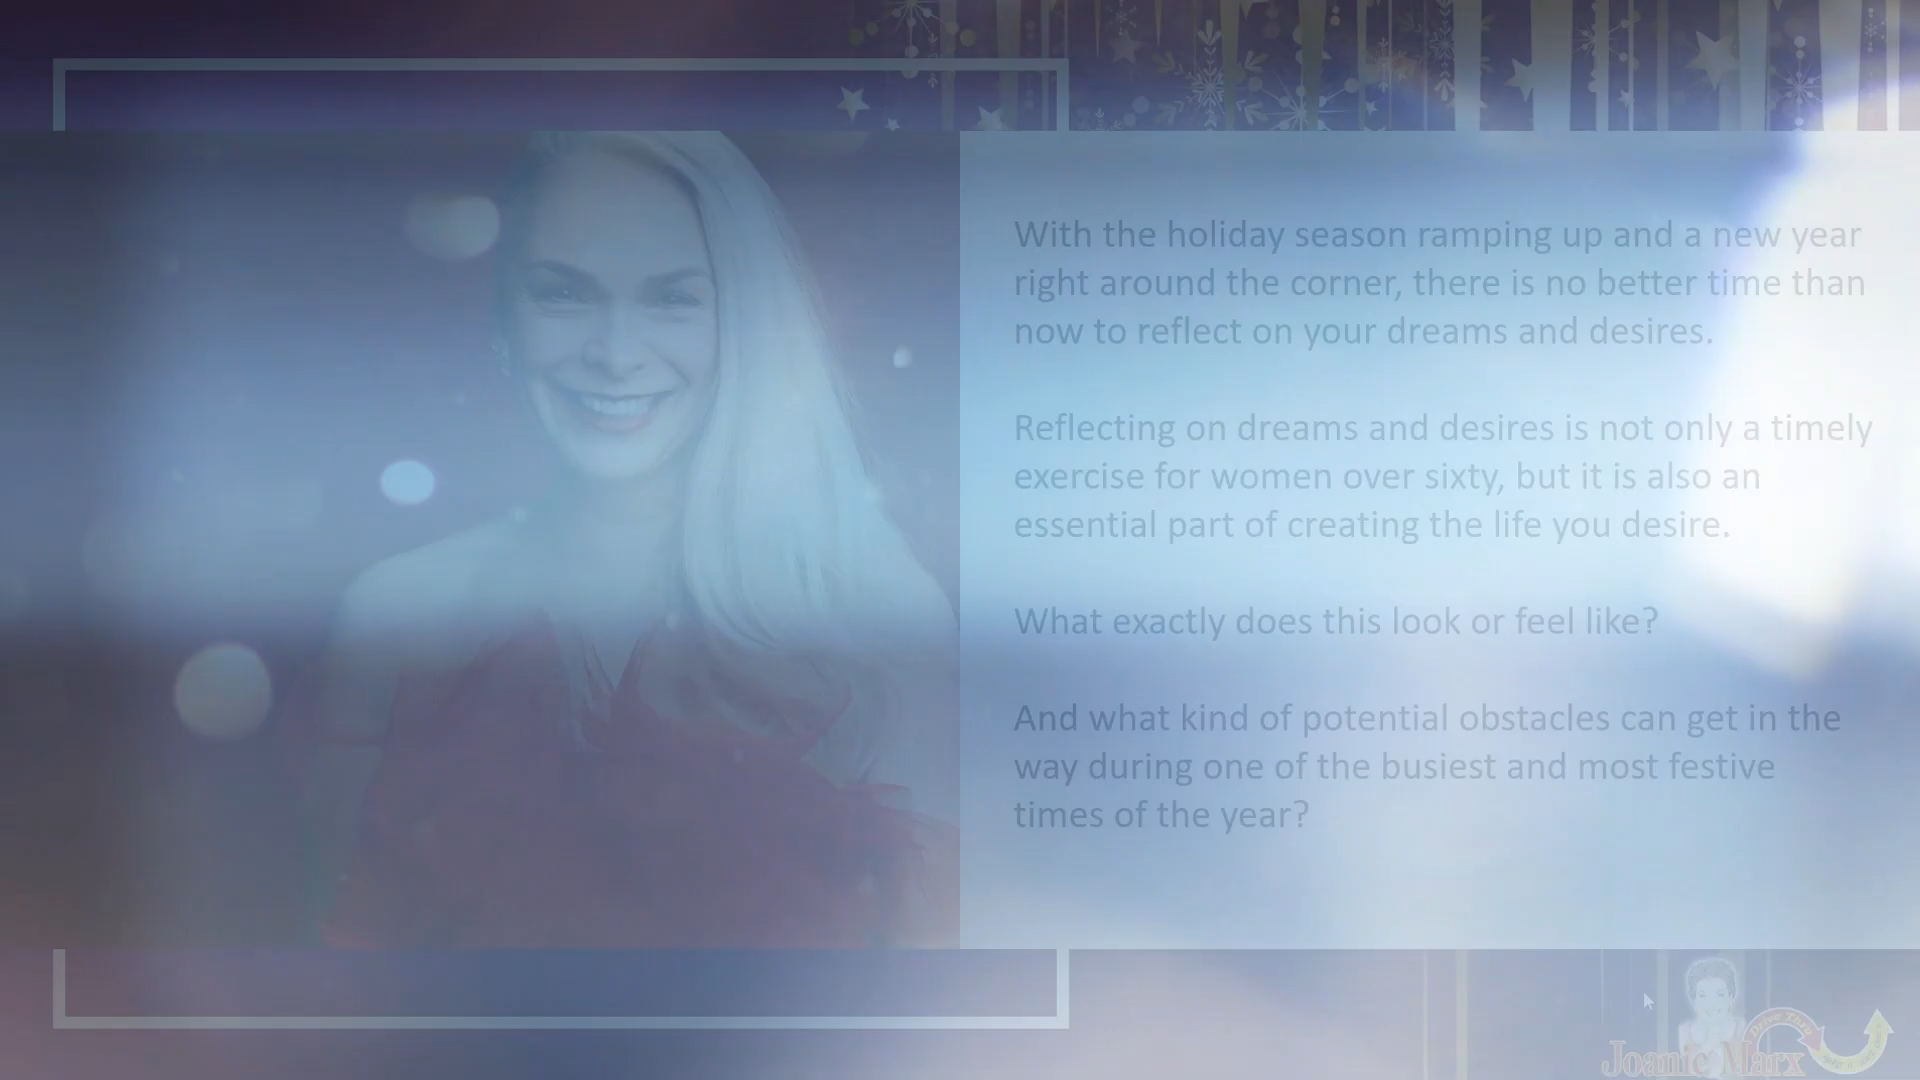 With the holiday season ramping up and a new year
right around the corner, there is no better time than
now to reflect on your dreams and desires.
Reflecting on dreams and desires is not only a timely
exercise for women over sixty, but it is also an
essential part of creating the life you desire.
What exactly does this look or feel like?
And what kind of potential obstacles can get in the
way during one of the busiest and most festive
times of the year?
Drive Thru
Joanie Marx